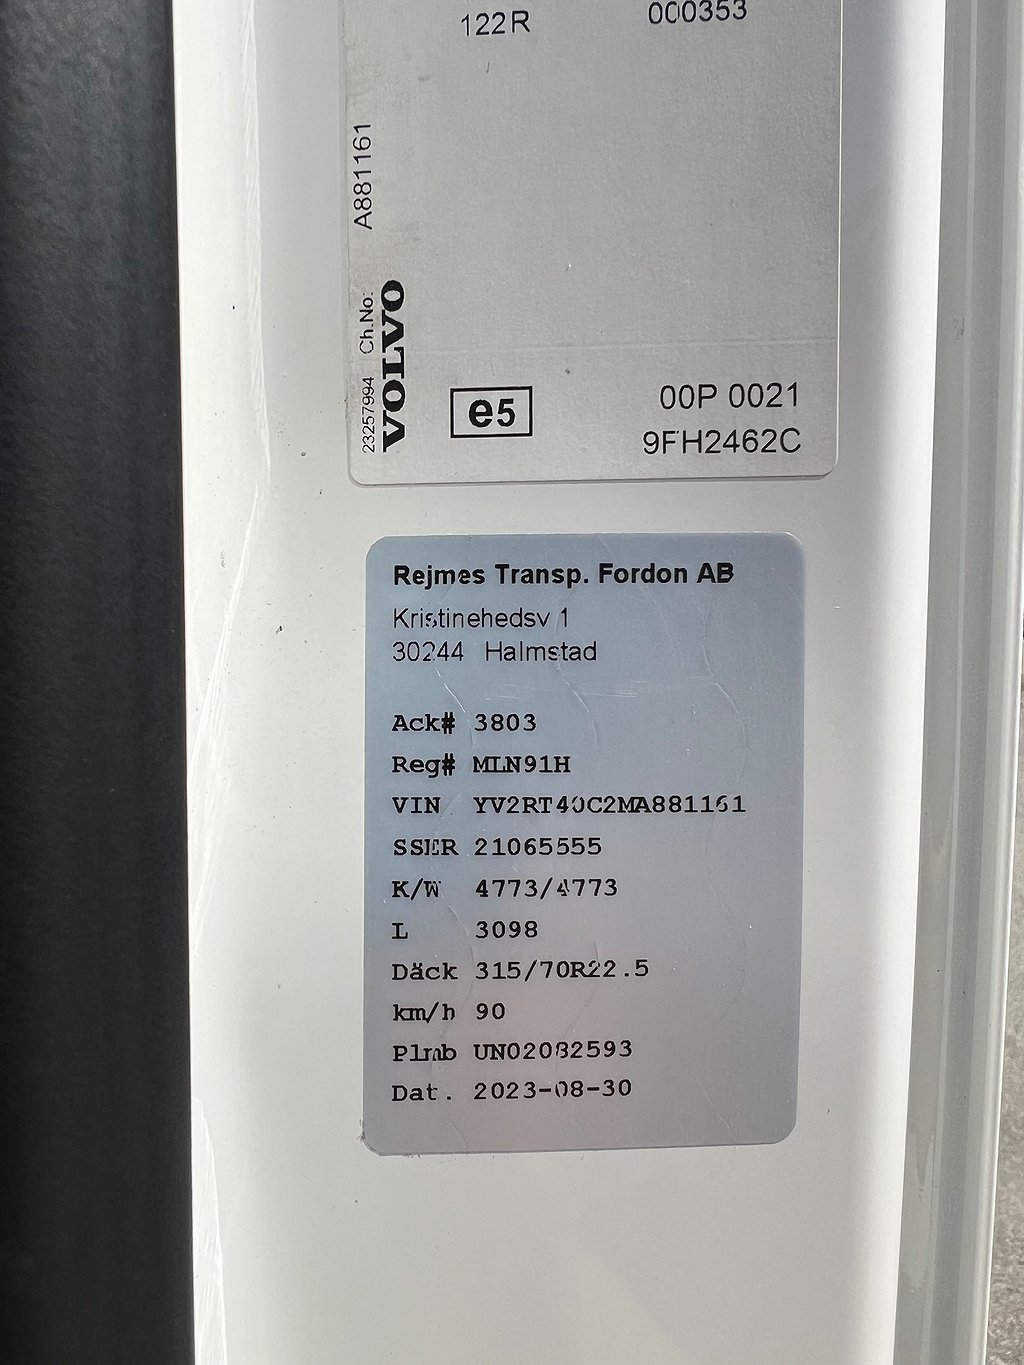 122R 000353
A881161
23257994 Ch.No:
VOLVO
e5
00P 0021
9FH2462C
Rejmes Transp. Fordon AB
Kristinehedsv 1
30244 Halmstad
Ack# 3803
Reg# MLN91H
VIN YV2RT40C2MA881161
SSER 21065555
K/W 4773/4773
L 3098
Däck 315/70R22.5
km/h 90
Plmb UN02082593
Dat. 2023-08-30